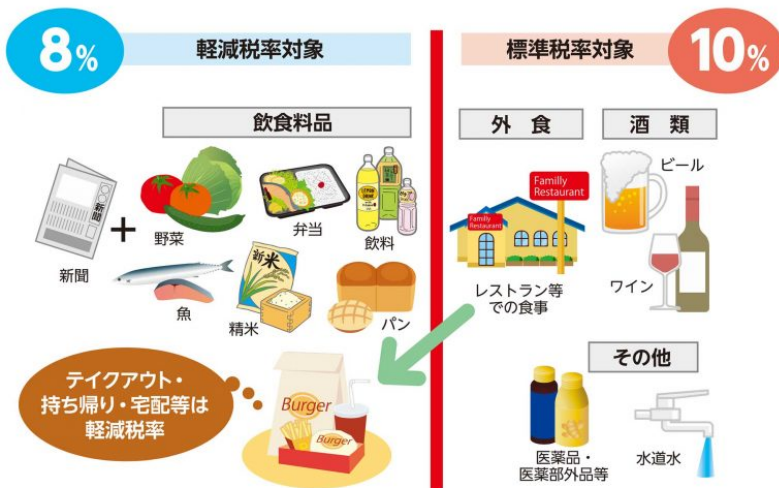 8%
軽減税率対象
標準税率対象
10%
飲食料品
外 食
酒 類
新聞
新聞
+
野菜
弁当
飲料
魚
新米
精米
パン
Familly
Restaurant
Familly
Restaurant
レストラン等
での食事
ビール
ワイン
テイクアウト・
持ち帰り・宅配等は
軽減税率
Burger
Burger
その他
医薬品・
医薬部外品等
水道水